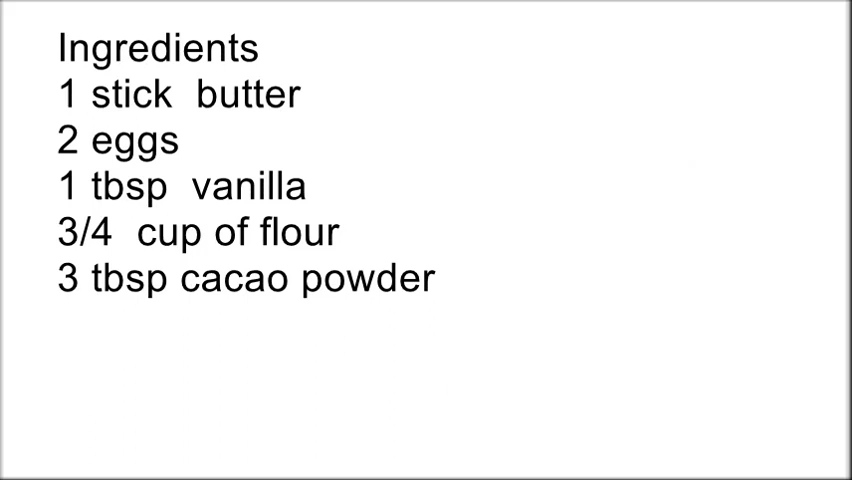 Ingredients
1 stick  butter
2 eggs
1 tbsp  vanilla
3/4  cup of flour
3 tbsp cacao powder